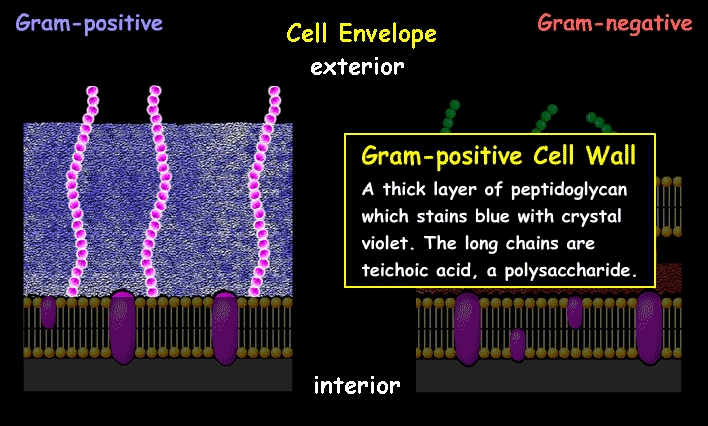 Gram-positive
Cell Envelope
Gram-negative
exterior
Gram-positive Cell Wall
A thick layer of peptidoglycan
which stains blue with crystal
violet. The long chains are
teichoic acid, a polysaccharide.
interior